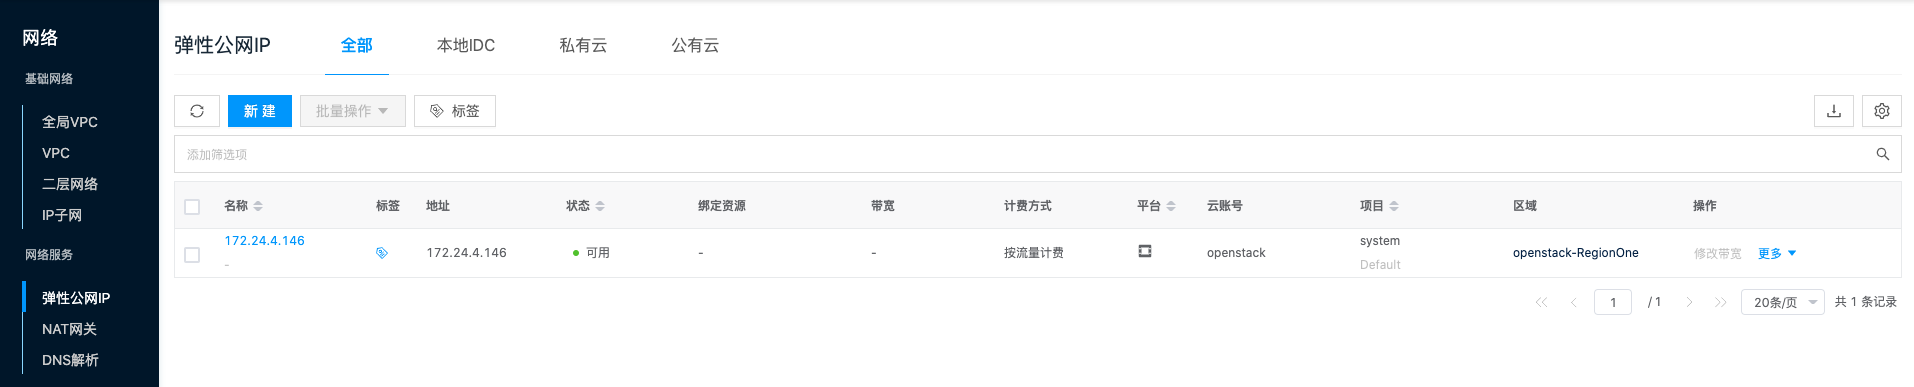 网络
基础网络
全局VPC
VPC
二层网络
IP子网
网络服务
弹性公网IP
NAT网关
DNS解析
弹性公网IP 全部 本地IDC 私有云 公有云
新 建 批量操作 标签
添加筛选项
名称 标签 地址 状态 绑定资源 带宽 计费方式 平台 云账号 项目 区域 操作
172.24.4.146 172.24.4.146 可用 - - 按流量计费 openstack system openstack-RegionOne 修改带宽 更多
- Default
1 / 1 20条/页 共 1 条记录